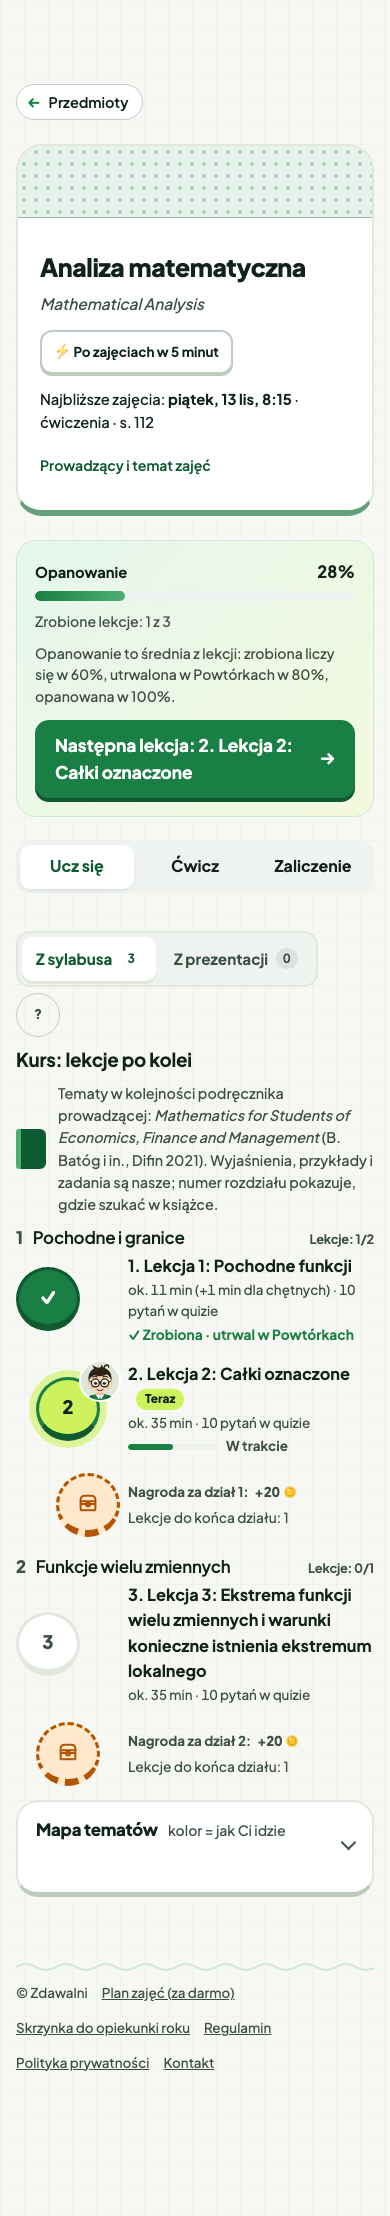 ← Przedmioty
Analiza matematyczna
Mathematical Analysis
⚡ Po zajęciach w 5 minut
Najbliższe zajęcia: piątek, 13 lis, 8:15 ·
ćwiczenia · s. 112
Prowadzący i temat zajęć
Opanowanie 28%
Zrobione lekcje: 1 z 3
Opanowanie to średnia z lekcji: zrobiona liczy
się w 60%, utrwalona w Powtórkach w 80%,
opanowana w 100%.
Następna lekcja: 2. Lekcja 2:
Całki oznaczone →
Ucz się Ćwicz Zaliczenie
Z sylabusa 3 Z prezentacji 0
?
Kurs: lekcje po kolei
Tematy w kolejności podręcznika
prowadzącej: Mathematics for Students of
Economics, Finance and Management (B.
Batóg i in., Difin 2021). Wyjaśnienia, przykłady i
zadania są nasze; numer rozdziału pokazuje,
gdzie szukać w książce.
1 Pochodne i granice Lekcje: 1/2
1. Lekcja 1: Pochodne funkcji
ok. 11 min (+1 min dla chętnych) · 10
pytań w quizie
✓ Zrobiona · utrwal w Powtórkach
2. Lekcja 2: Całki oznaczone
2
Teraz
ok. 35 min · 10 pytań w quizie
W trakcie
Nagroda za dział 1: +20
Lekcje do końca działu: 1
2 Funkcje wielu zmiennych Lekcje: 0/1
3. Lekcja 3: Ekstrema funkcji
wielu zmiennych i warunki
3
konieczne istnienia ekstremum
lokalnego
ok. 35 min · 10 pytań w quizie
Nagroda za dział 2: +20
Lekcje do końca działu: 1
Mapa tematów kolor = jak Ci idzie
© Zdawalni Plan zajęć (za darmo)
Skrzynka do opiekunki roku Regulamin
Polityka prywatności Kontakt